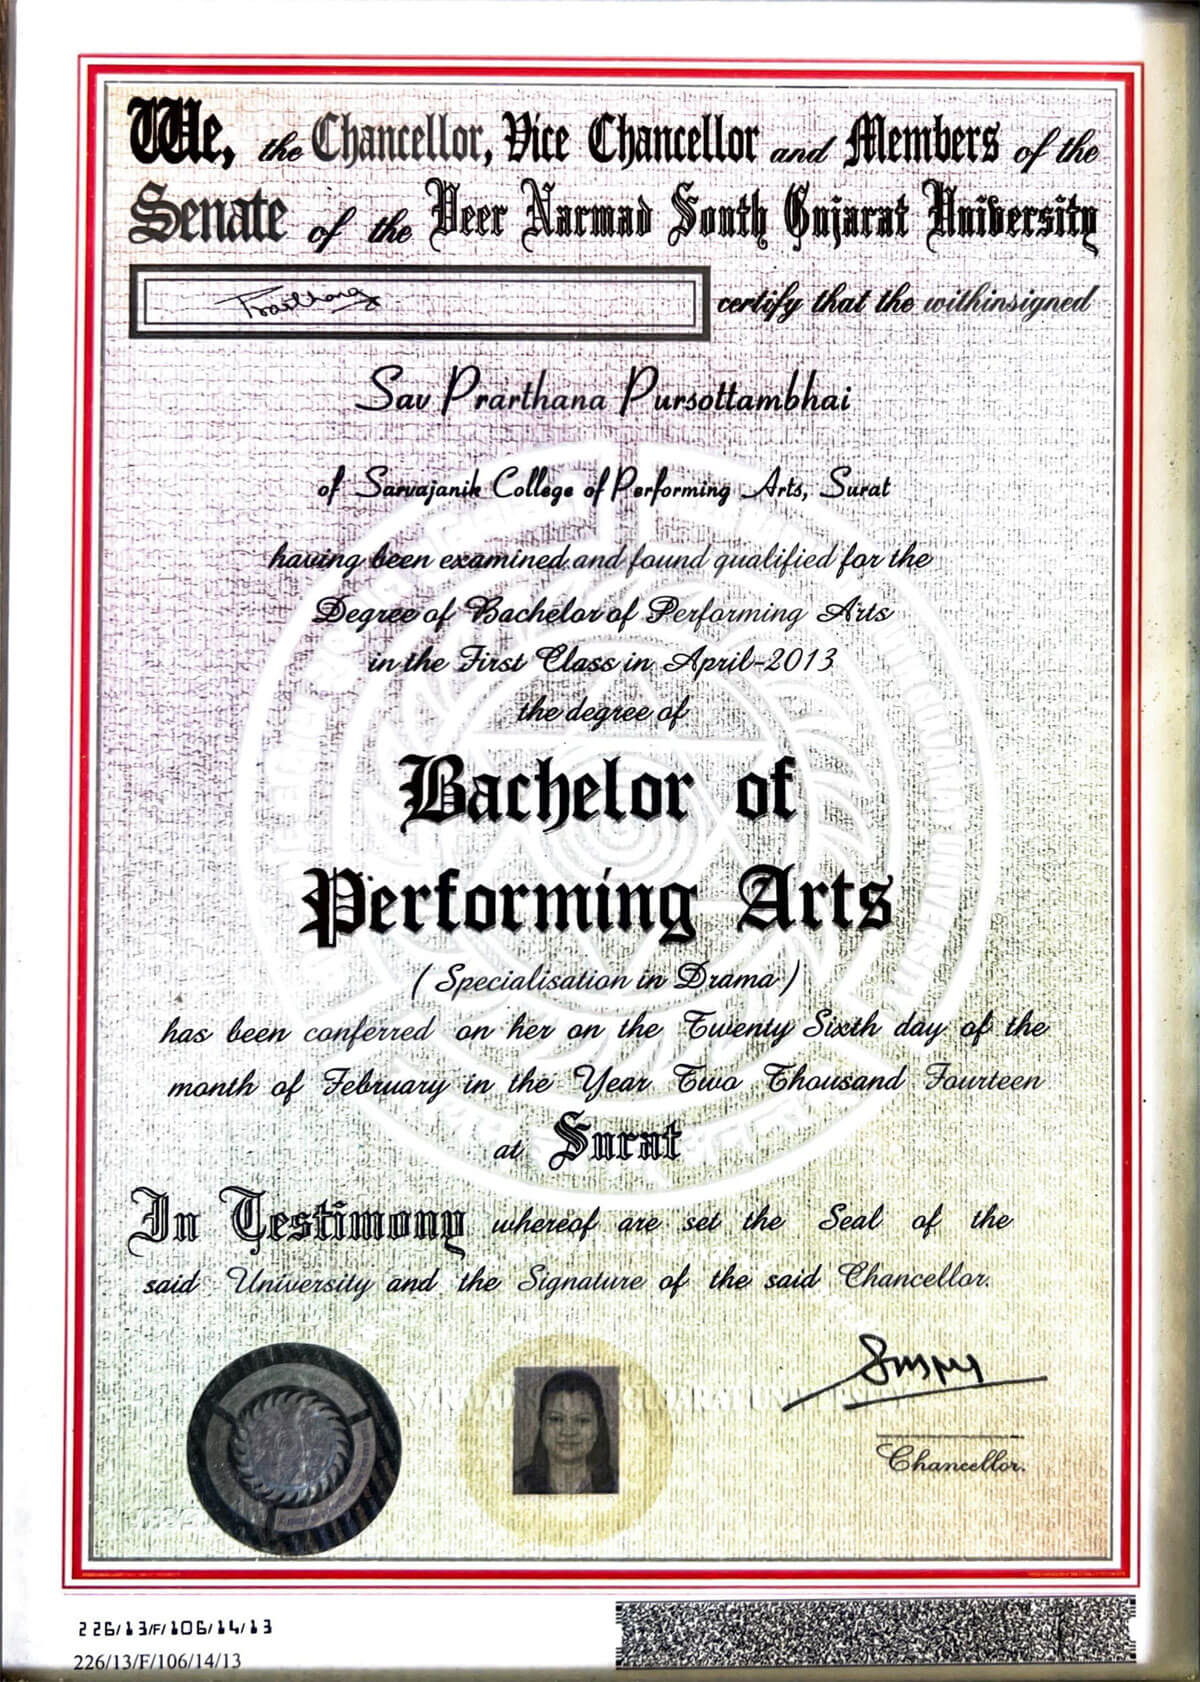 We, the Chancellor, Vice Chancellor and Members of the
Senate of the Veer Narmad South Gujarat University
Prarthana certify that the withinsigned
Sav Prarthana Pursottambhai
of Sarvajanik College of Performing Arts, Surat
having been examined and found qualified for the
Degree of Bachelor of Performing Arts
in the First Class in April-2013
the degree of
Bachelor of
Performing Arts
(Specialisation in Drama)
has been conferred on her on the Twenty Sixth day of the
month of February in the Year Two Thousand Fourteen
at Surat
In Testimony whereof are set the Seal of the
said University and the Signature of the said Chancellor.
Chancellor.
226/13/F/106/14/13
226/13/F/106/14/13